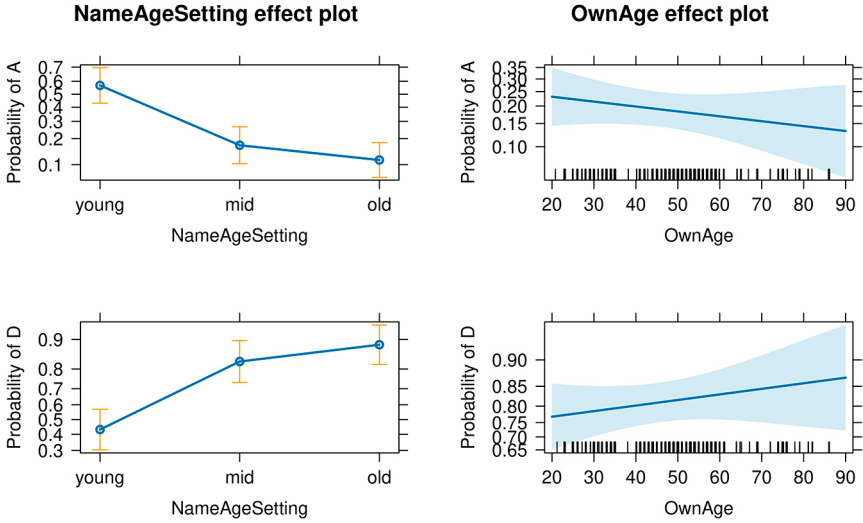 NameAgeSetting effect plot
OwnAge effect plot
Probability of A
0.7
0.6
0.5
0.4
0.3
0.2
0.1
young mid old
NameAgeSetting
Probability of A
0.35
0.30
0.25
0.20
0.15
0.10
20 30 40 50 60 70 80 90
OwnAge
Probability of D
0.9
0.8
0.7
0.6
0.5
0.4
0.3
young mid old
NameAgeSetting
Probability of D
0.90
0.85
0.80
0.75
0.70
0.65
20 30 40 50 60 70 80 90
OwnAge